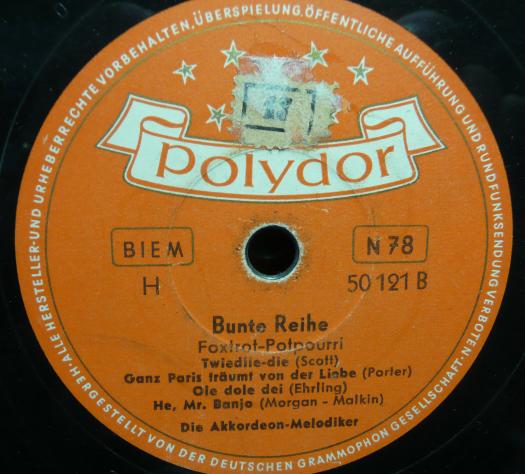 ALLE HERSTELLER- UND URHEBERRECHTE VORBEHALTEN, ÜBERSPIELUNG, ÖFFENTLICHE AUFFÜHRUNG UND RUNDFUNKSENDUNG VERBOTEN.
polydor
BIEM
N 78
H
50 121 B
Bunte Reihe
Foxtrot-Potpourri
Twiedlie-die (Scott)
Ganz Paris träumt von der Liebe (Porter)
Ole dole dei (Ehrling)
He, Mr. Banjo (Morgan - Malkin)
Die Akkordeon-Melodiker
HERGESTELLT VON DER DEUTSCHEN GRAMMOPHON GESELLSCHAFT